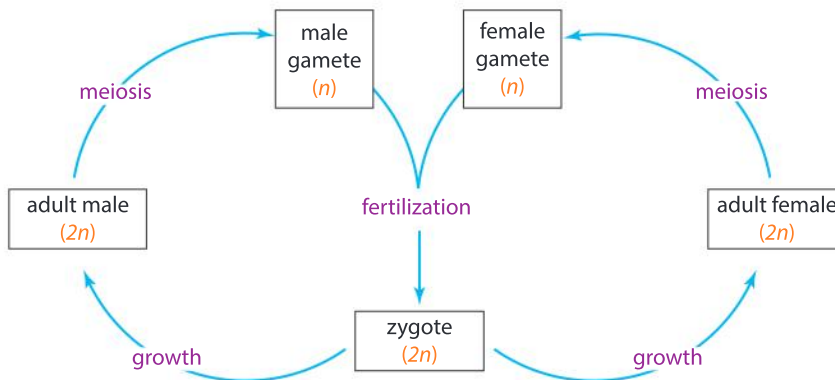 male
gamete
(n)
female
gamete
(n)
meiosis
meiosis
adult male
(2n)
fertilization
adult female
(2n)
zygote
(2n)
growth
growth